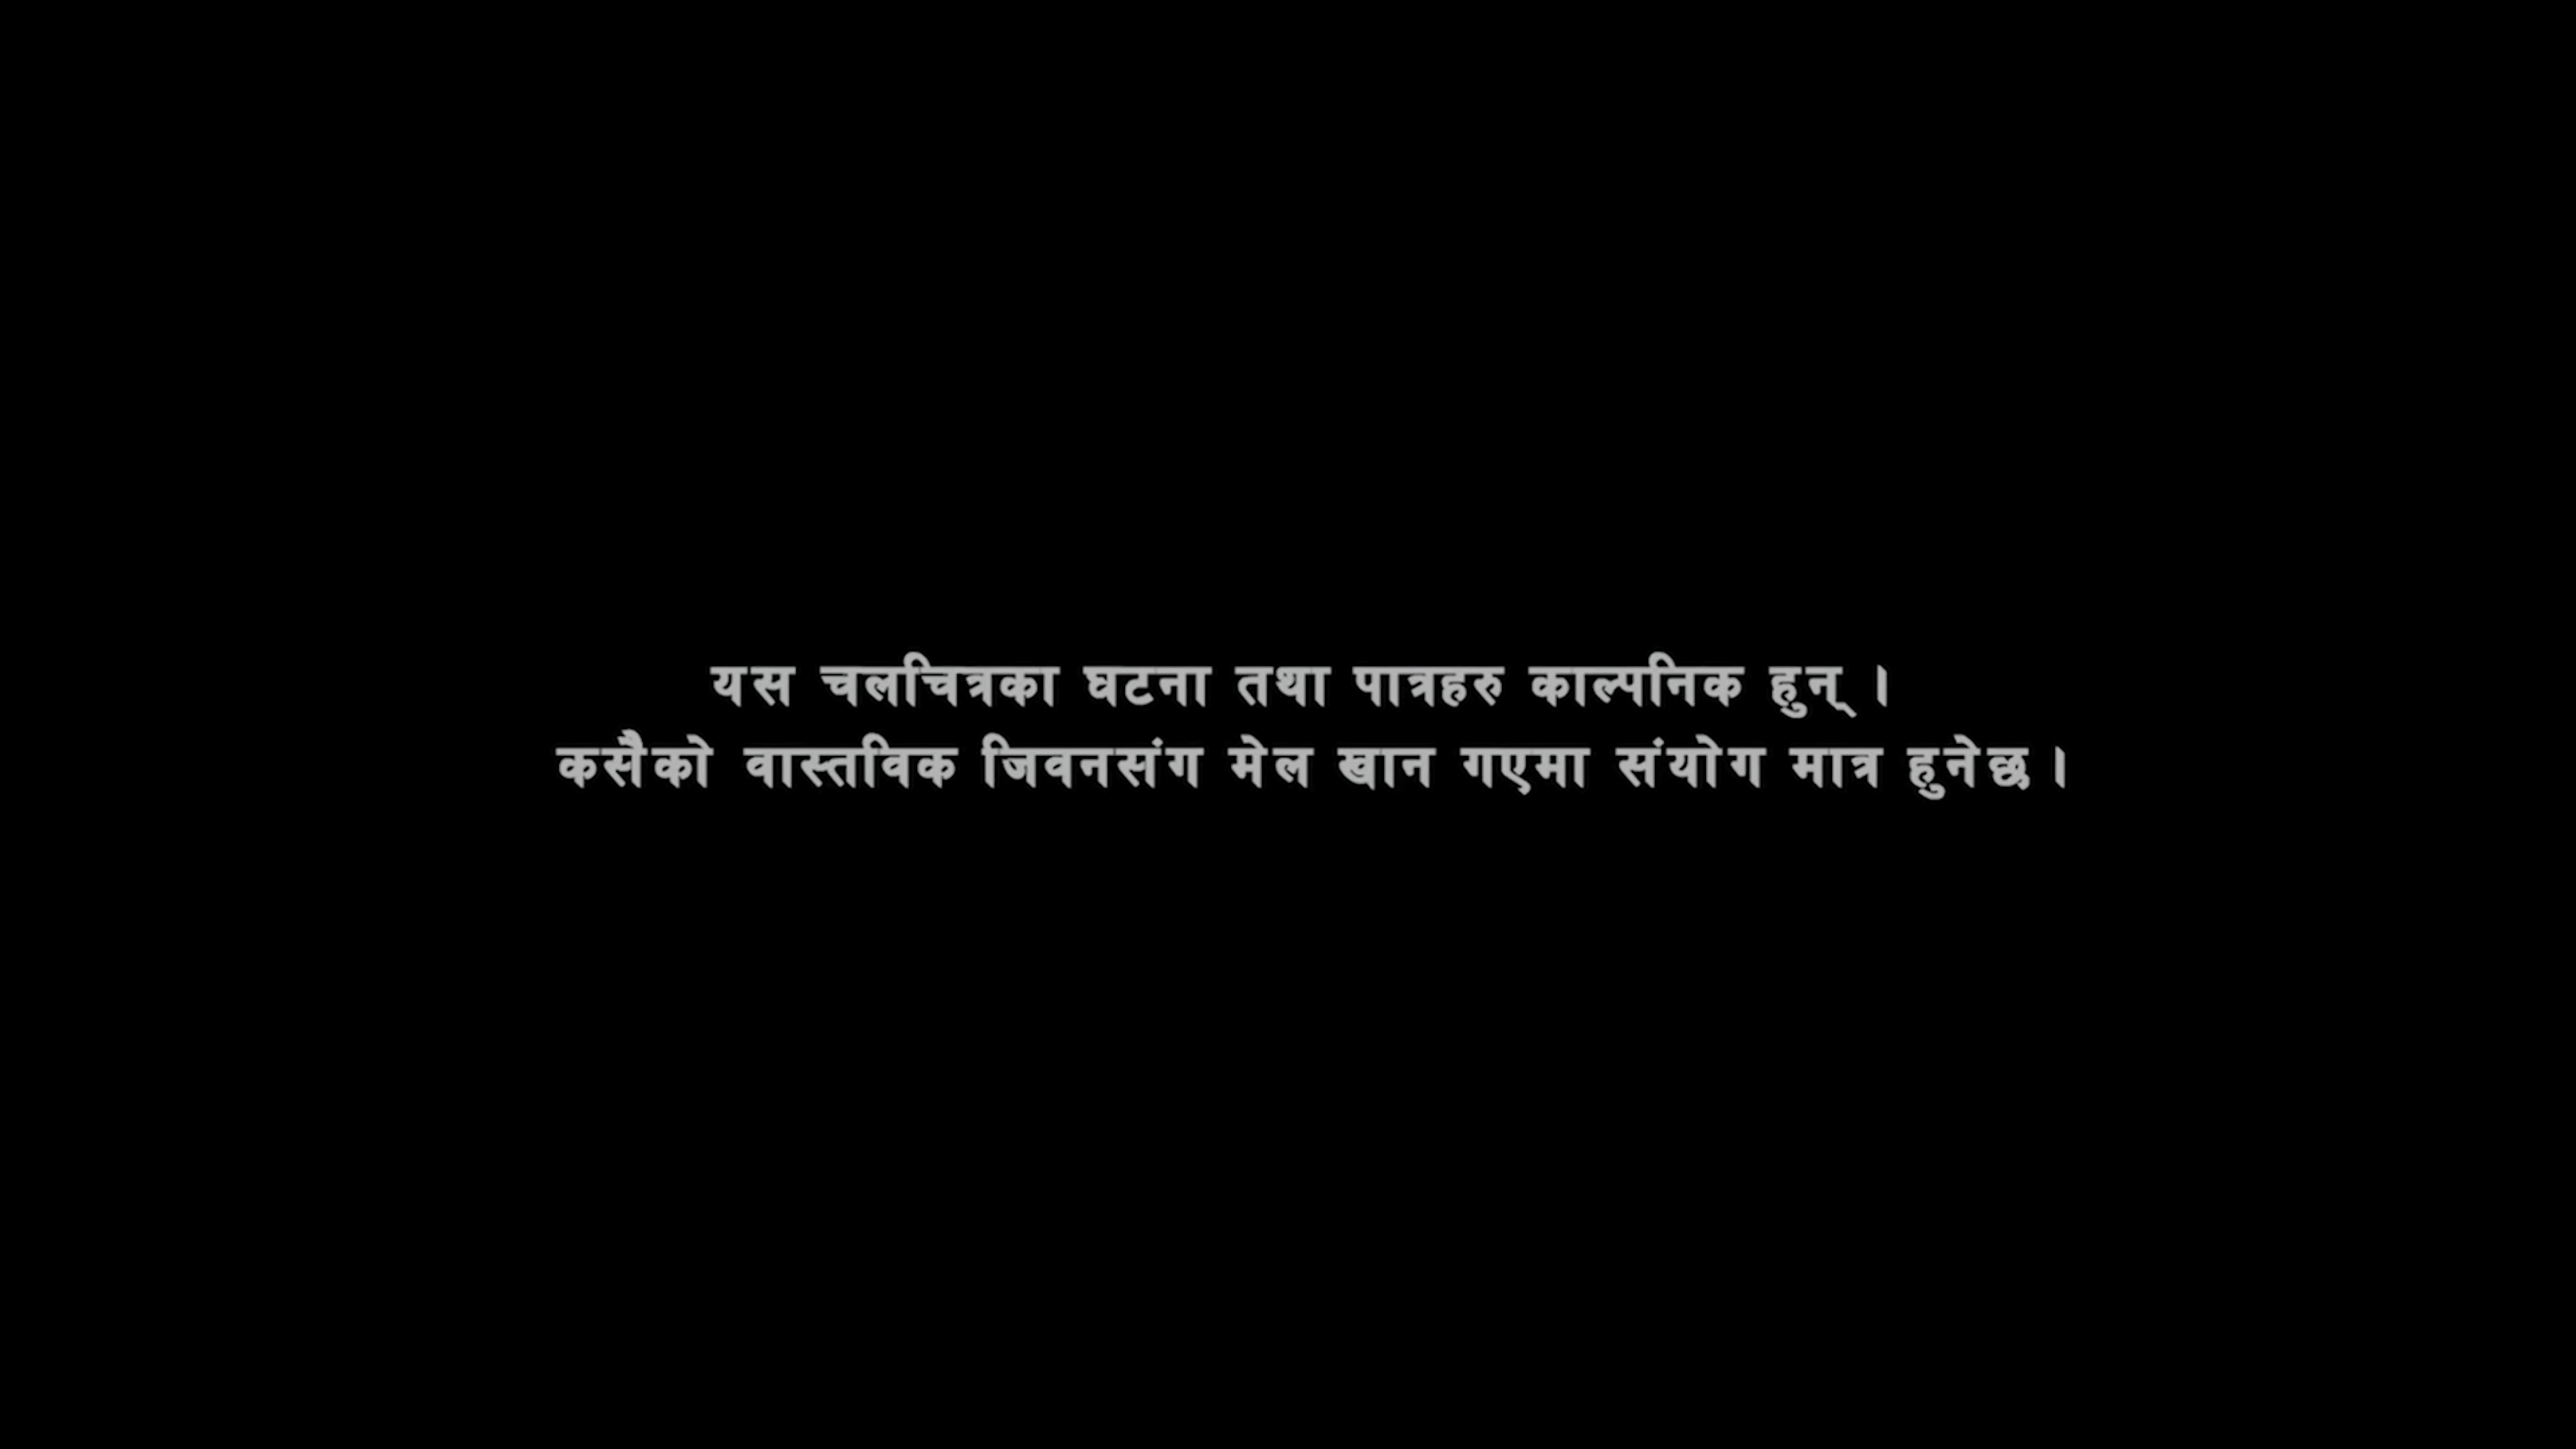 यस चलचित्रका घटना तथा पात्रहरु काल्पनिक हुन् ।
कसैको वास्तविक जिवनसंग मेल खान गएमा संयोग मात्र हुनेछ ।